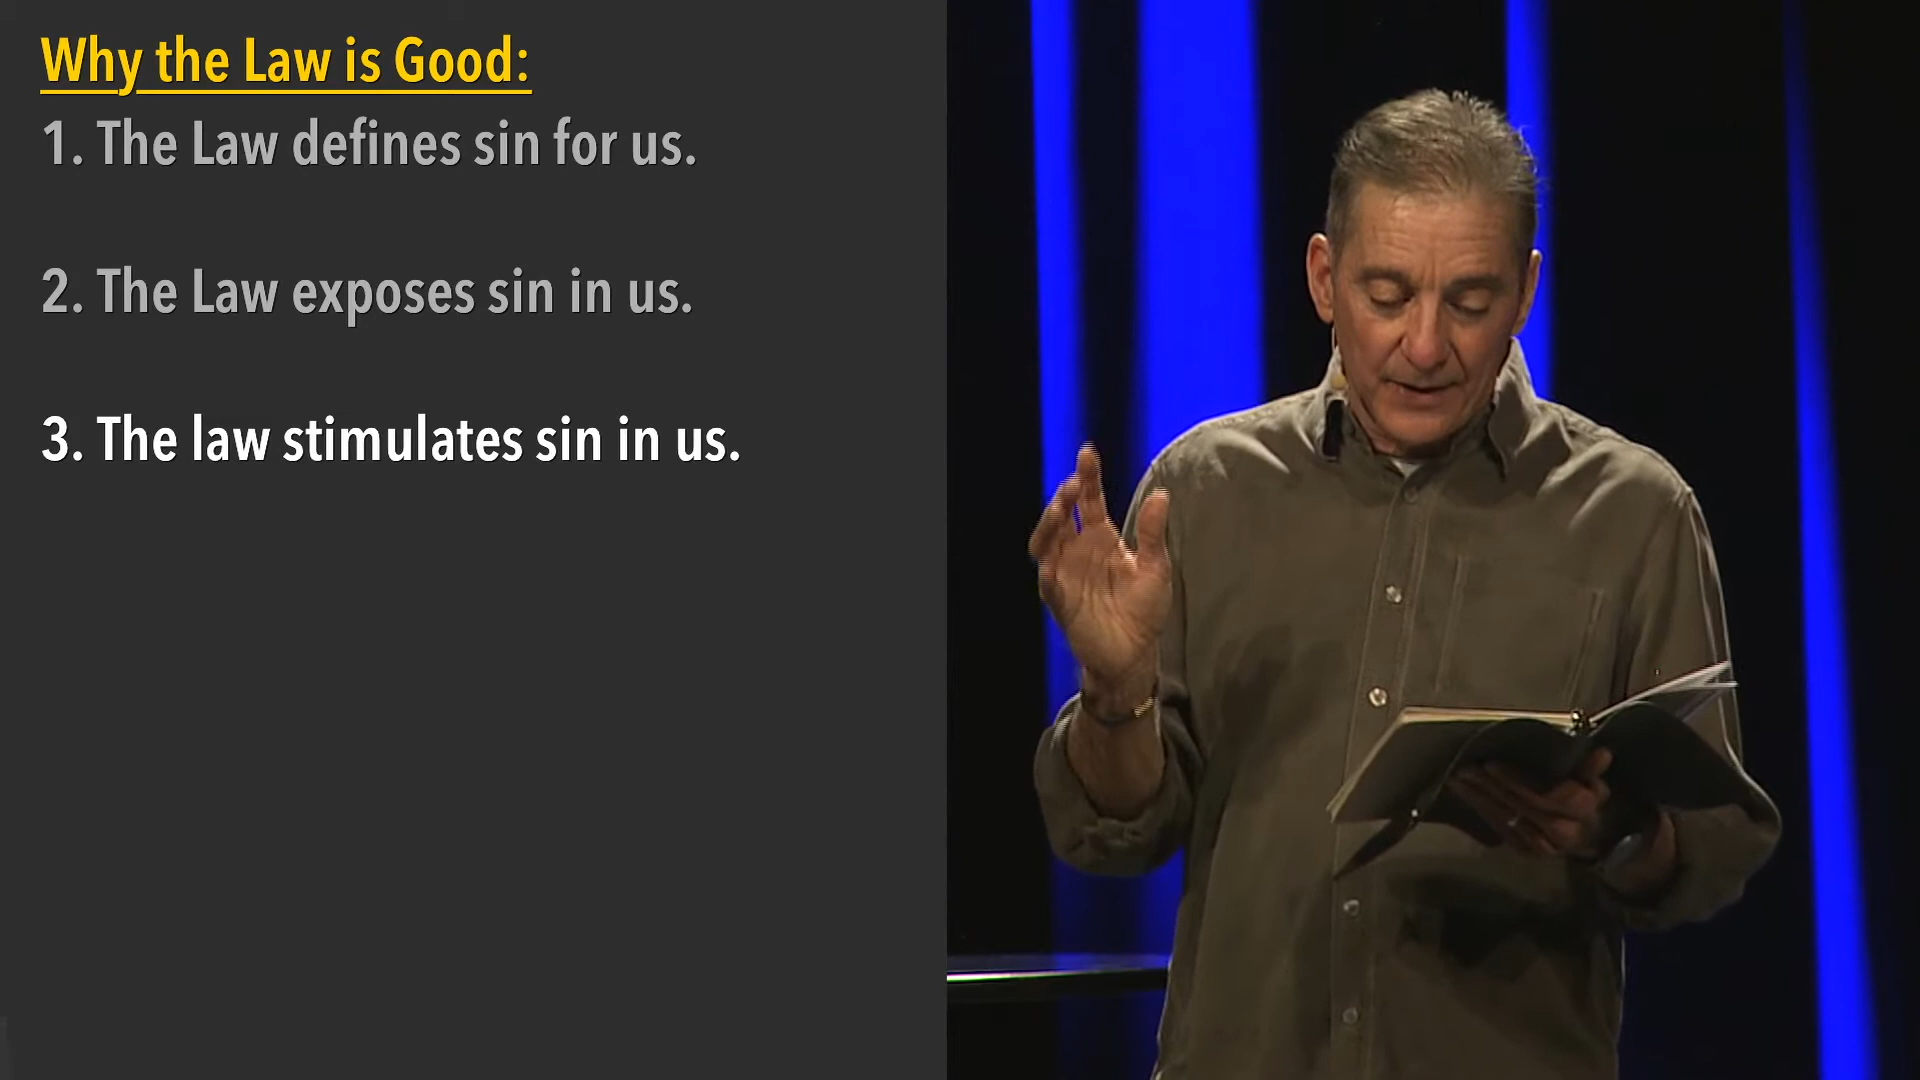 Why the Law is Good:
1. The Law defines sin for us.
2. The Law exposes sin in us.
3. The law stimulates sin in us.